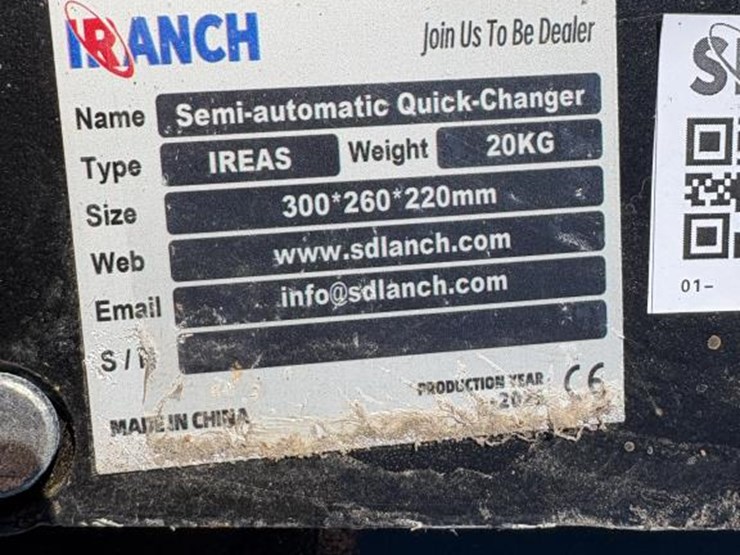 IRANCH
Join Us To Be Dealer
Name Semi-automatic Quick-Changer
Type IREAS Weight 20KG
Size 300*260*220mm
Web www.sdlanch.com
Email info@sdlanch.com
MADE IN CHINA
PRODUCTION YEAR
CE
01-